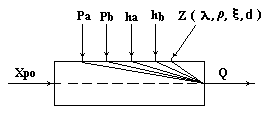 Pa Pb ha hb Z ( λ, ρ, ξ, d )
Xpo Q